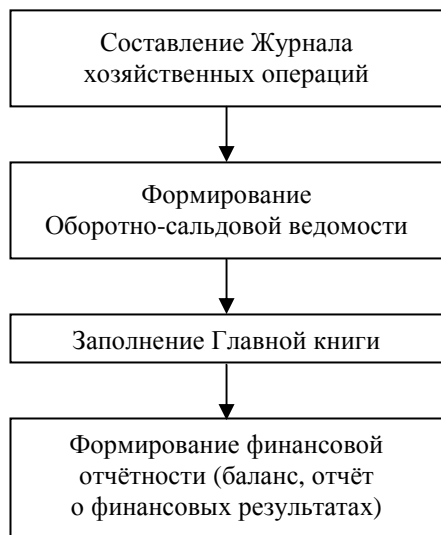 Составление Журнала
хозяйственных операций
Формирование
Оборотно-сальдовой ведомости
Заполнение Главной книги
Формирование финансовой
отчётности (баланс, отчёт
о финансовых результатах)